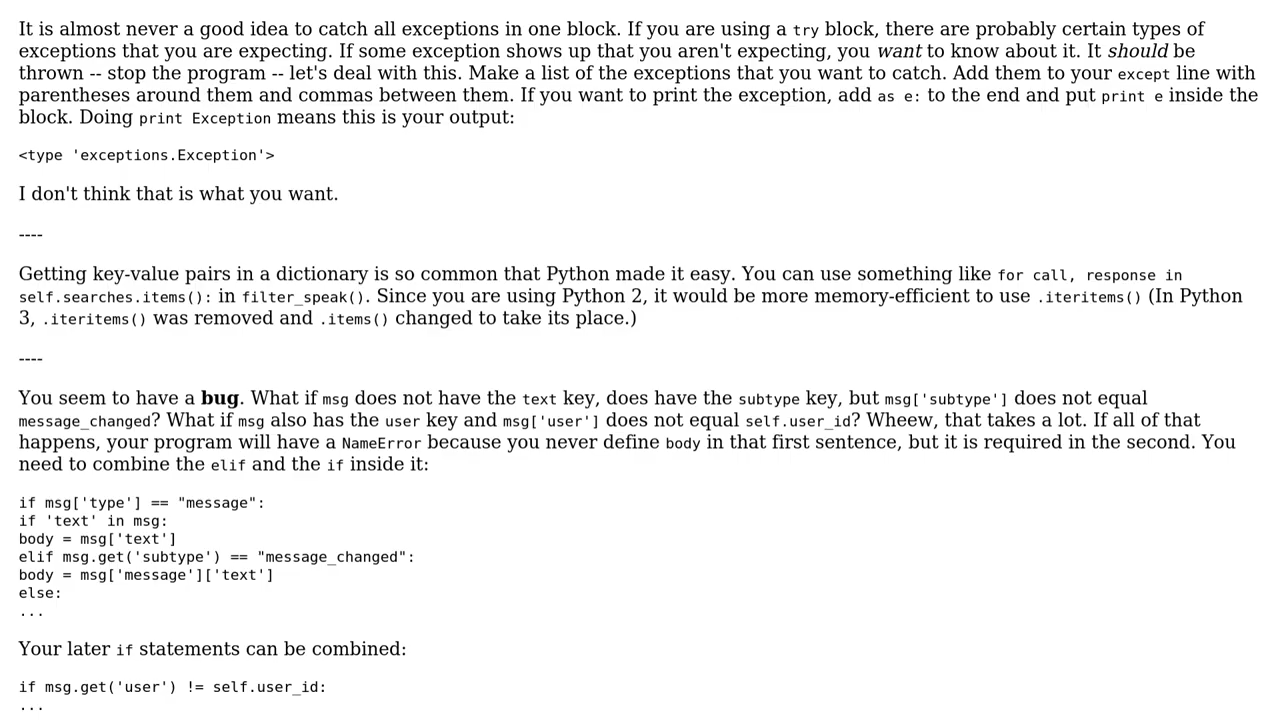 It is almost never a good idea to catch all exceptions in one block. If you are using a try block, there are probably certain types of
exceptions that you are expecting. If some exception shows up that you aren't expecting, you want to know about it. It should be
thrown -- stop the program -- let's deal with this. Make a list of the exceptions that you want to catch. Add them to your except line with
parentheses around them and commas between them. If you want to print the exception, add as e: to the end and put print e inside the
block. Doing print Exception means this is your output:
<type 'exceptions.Exception'>
I don't think that is what you want.
----
Getting key-value pairs in a dictionary is so common that Python made it easy. You can use something like for call, response in
self.searches.items(): in filter_speak(). Since you are using Python 2, it would be more memory-efficient to use .iteritems() (In Python
3, .iteritems() was removed and .items() changed to take its place.)
----
You seem to have a bug. What if msg does not have the text key, does have the subtype key, but msg['subtype'] does not equal
message_changed? What if msg also has the user key and msg['user'] does not equal self.user_id? Wheew, that takes a lot. If all of that
happens, your program will have a NameError because you never define body in that first sentence, but it is required in the second. You
need to combine the elif and the if inside it:
if msg['type'] == "message":
if 'text' in msg:
body = msg['text']
elif msg.get('subtype') == "message_changed":
body = msg['message']['text']
else:
...
Your later if statements can be combined:
if msg.get('user') != self.user_id:
...